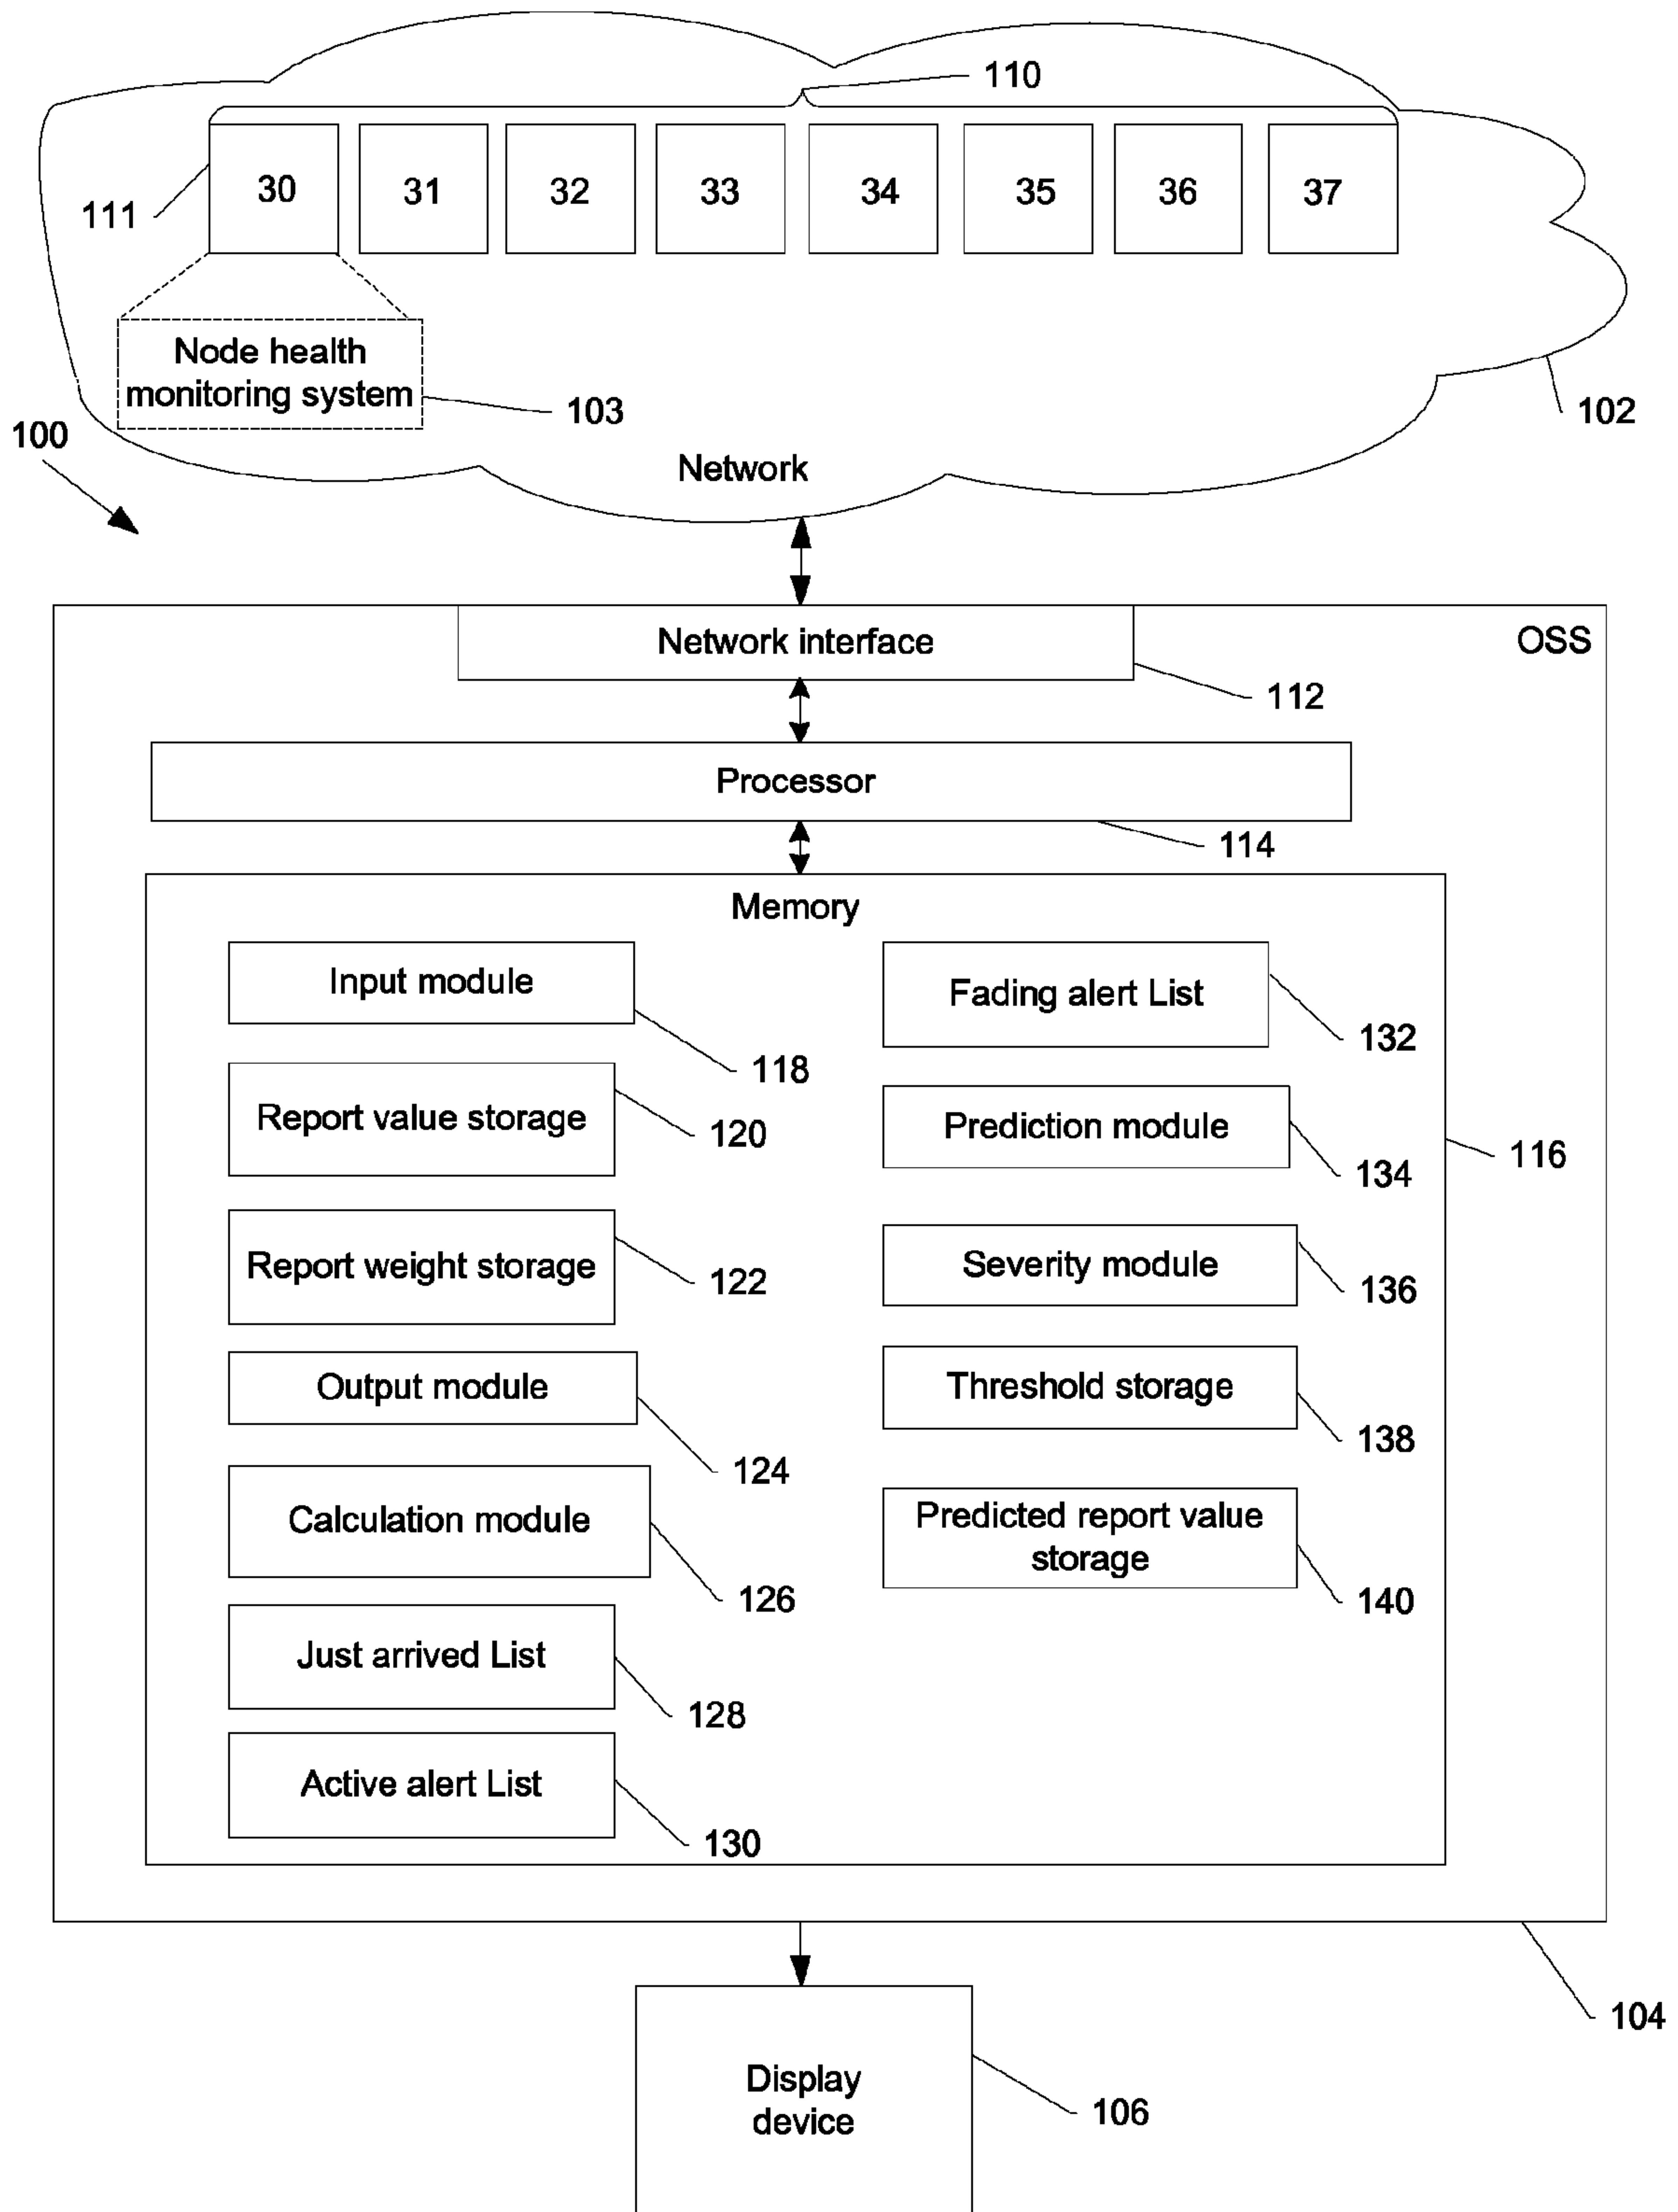 110
111
30 31 32 33 34 35 36 37
Node health
monitoring system
103
102
100
Network
Network interface
OSS
112
Processor
114
Memory
Input module
118
Fading alert List
132
Report value storage
120
Prediction module
134
116
Report weight storage
122
Severity module
136
Output module
124
Threshold storage
138
Calculation module
126
Predicted report value
storage
140
Just arrived List
128
Active alert List
130
104
Display
device
106